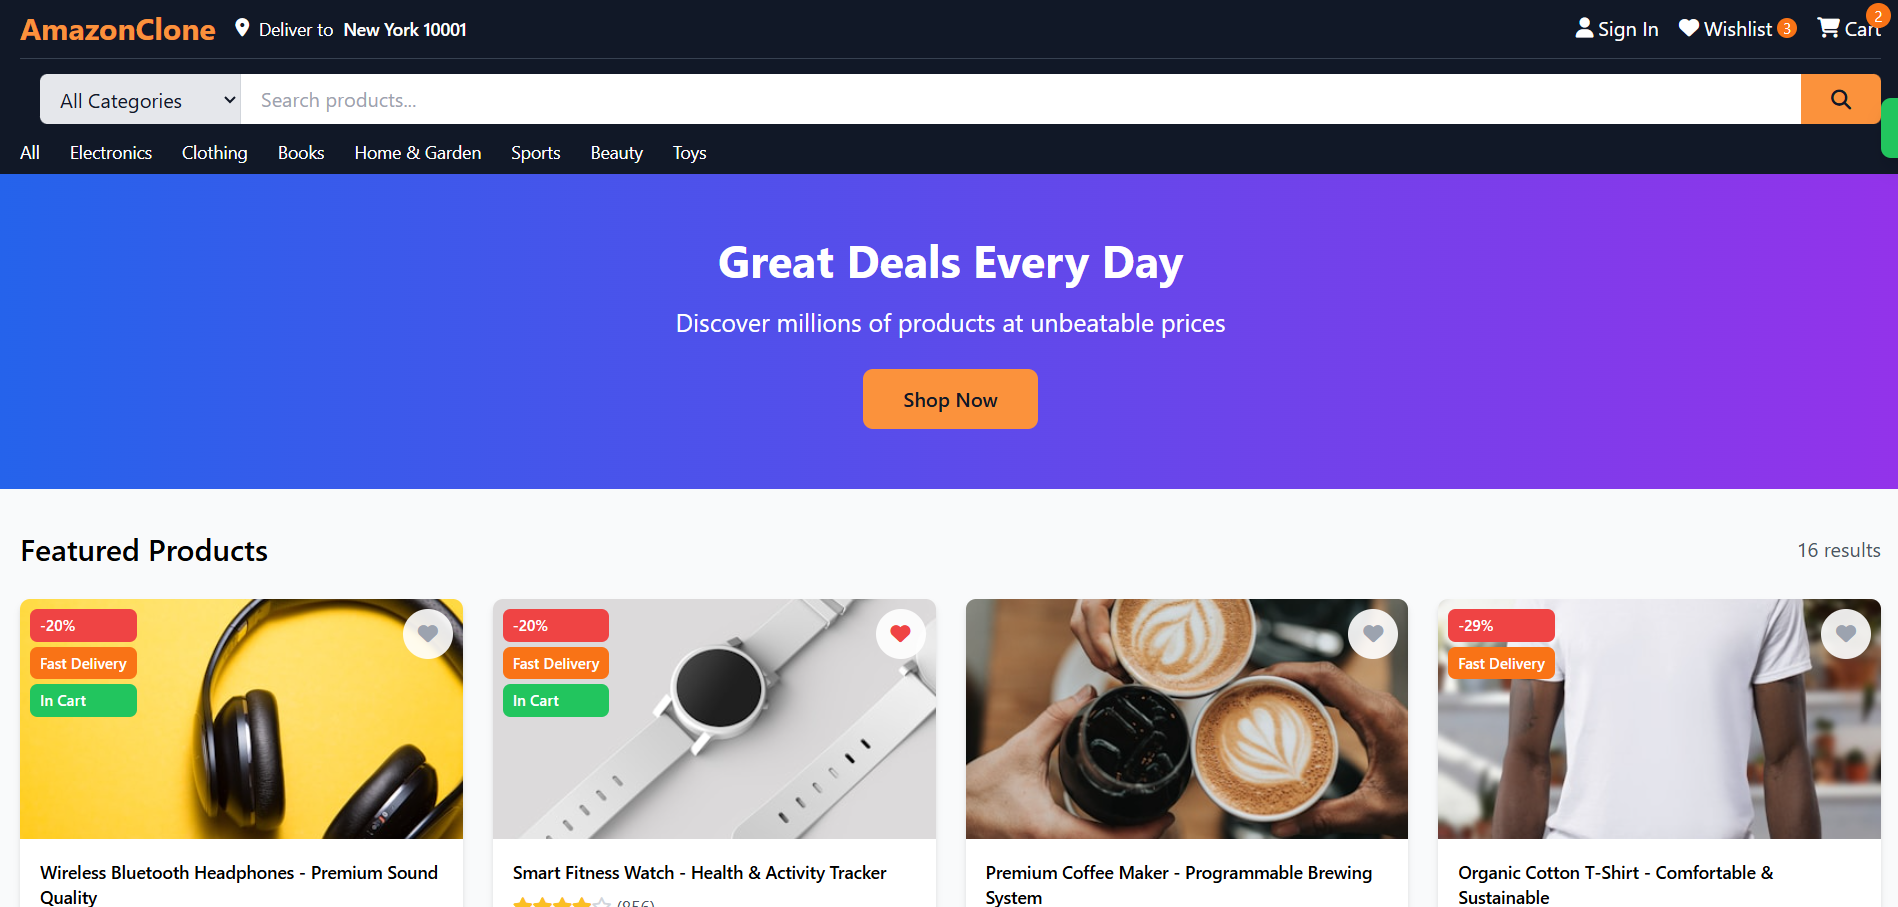 AmazonClone
Deliver to New York 10001
Sign In
Wishlist 3
Cart 2
All Categories
Search products...
All Electronics Clothing Books Home & Garden Sports Beauty Toys
Great Deals Every Day
Discover millions of products at unbeatable prices
Shop Now
Featured Products
16 results
-20%
Fast Delivery
In Cart
Wireless Bluetooth Headphones - Premium Sound
Quality
-20%
Fast Delivery
In Cart
Smart Fitness Watch - Health & Activity Tracker
(856)
Premium Coffee Maker - Programmable Brewing
System
-29%
Fast Delivery
Organic Cotton T-Shirt - Comfortable &
Sustainable